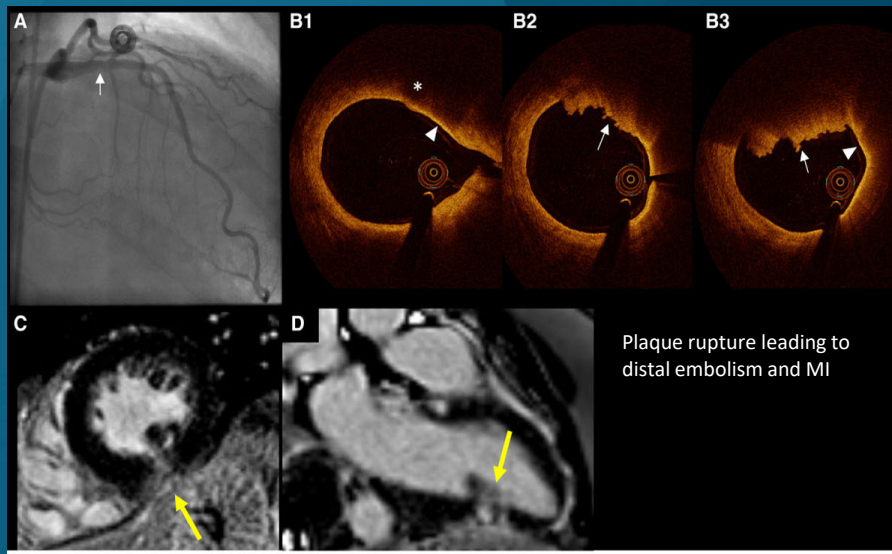 A
B1
B2
B3
*
C
D
Plaque rupture leading to
distal embolism and MI